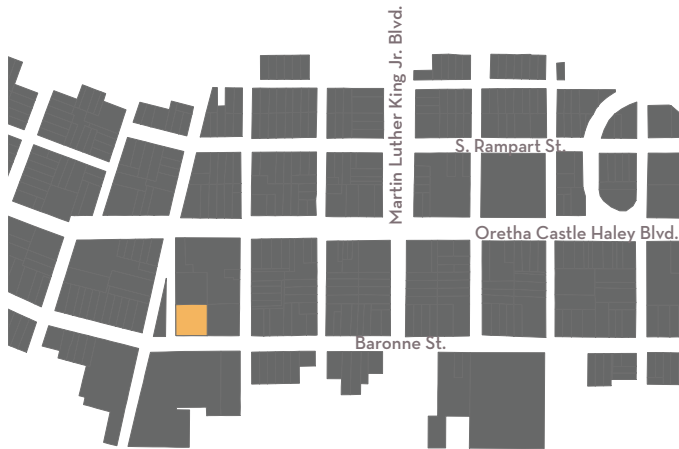 Martin Luther King Jr. Blvd.
S. Rampart St.
Oretha Castle Haley Blvd.
Baronne St.